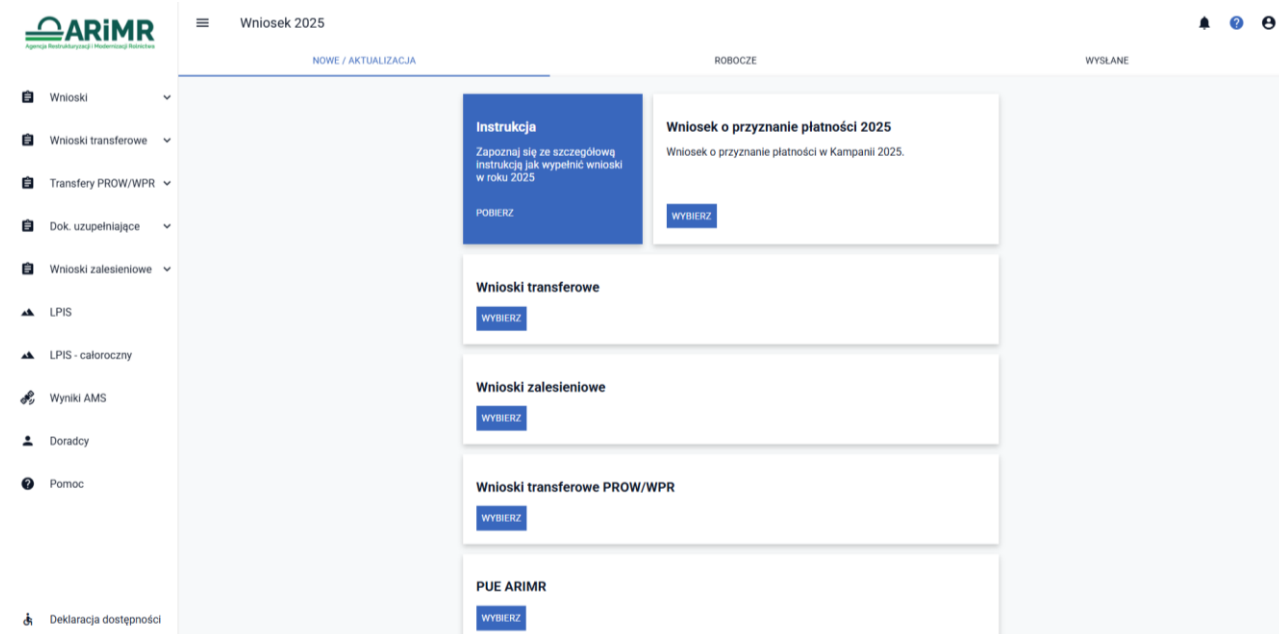 ARiMR
Agencja Restrukturyzacji i Modernizacji Rolnictwa
Wniosek 2025
NOWE / AKTUALIZACJA
ROBOCZE
WYSŁANE
Wnioski
Wnioski transferowe
Transfery PROW/WPR
Dok. uzupełniające
Wnioski zalesieniowe
LPIS
LPIS - całoroczny
Wyniki AMS
Doradcy
Pomoc
Deklaracja dostępności
Instrukcja
Zapoznaj się ze szczegółową
instrukcją jak wypełnić wnioski
w roku 2025
POBIERZ
Wniosek o przyznanie płatności 2025
Wniosek o przyznanie płatności w Kampanii 2025.
WYBIERZ
Wnioski transferowe
WYBIERZ
Wnioski zalesieniowe
WYBIERZ
Wnioski transferowe PROW/WPR
WYBIERZ
PUE ARIMR
WYBIERZ